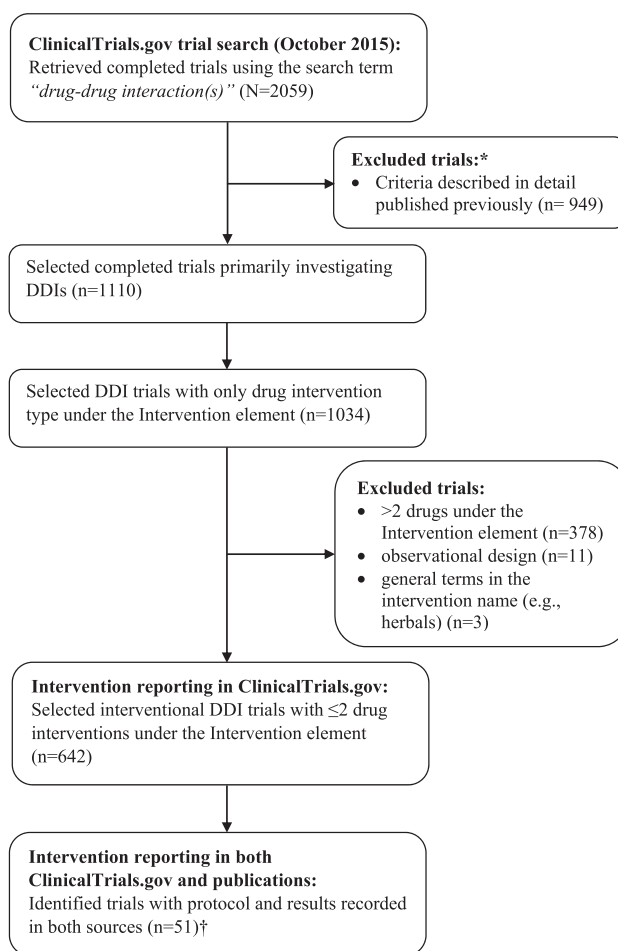 ClinicalTrials.gov trial search (October 2015):
Retrieved completed trials using the search term
“drug-drug interaction(s)” (N=2059)
Excluded trials:*
• Criteria described in detail
published previously (n= 949)
Selected completed trials primarily investigating
DDIs (n=1110)
Selected DDI trials with only drug intervention
type under the Intervention element (n=1034)
Excluded trials:
• >2 drugs under the
Intervention element (n=378)
• observational design (n=11)
• general terms in the
intervention name (e.g.,
herbals) (n=3)
Intervention reporting in ClinicalTrials.gov:
Selected interventional DDI trials with ≤2 drug
interventions under the Intervention element
(n=642)
Intervention reporting in both
ClinicalTrials.gov and publications:
Identified trials with protocol and results recorded
in both sources (n=51)†